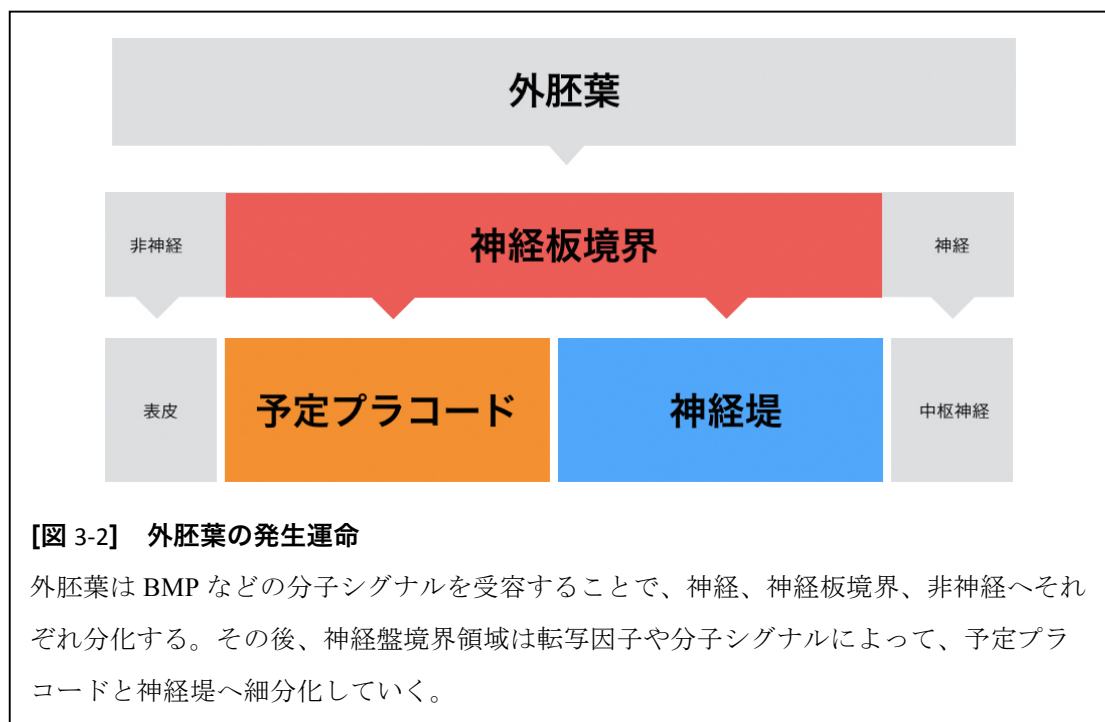 外胚葉
非神経
神経板境界
神経
表皮
予定プラコード
神経堤
中枢神経
[図 3-2] 外胚葉の発生運命
外胚葉は BMP などの分子シグナルを受容することで、神経、神経板境界、非神経へそれ
ぞれ分化する。その後、神経盤境界領域は転写因子や分子シグナルによって、予定プラ
コードと神経堤へ細分化していく。